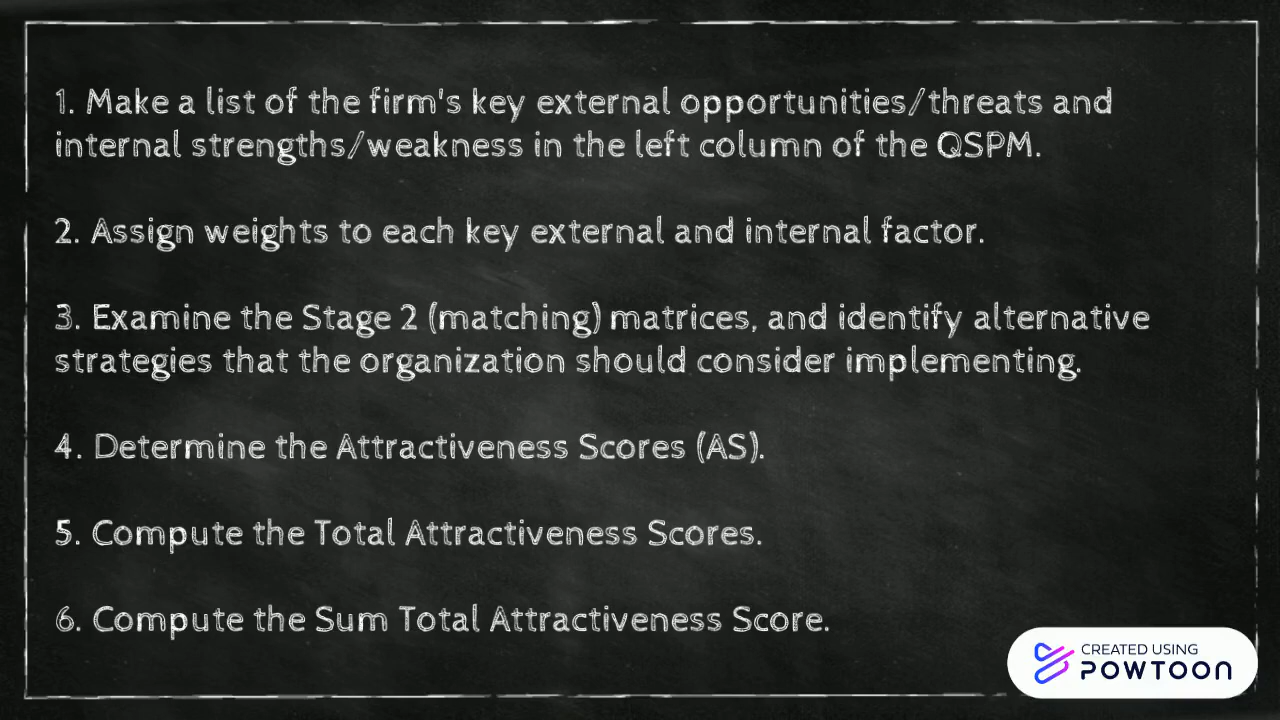 1. Make a list of the firm's key external opportunities/threats and
internal strengths/weakness in the left column of the QSPM.
2. Assign weights to each key external and internal factor.
3. Examine the Stage 2 (matching) matrices, and identify alternative
strategies that the organization should consider implementing.
4. Determine the Attractiveness Scores (AS).
5. Compute the Total Attractiveness Scores.
6. Compute the Sum Total Attractiveness Score.
CREATED USING
POWTOON